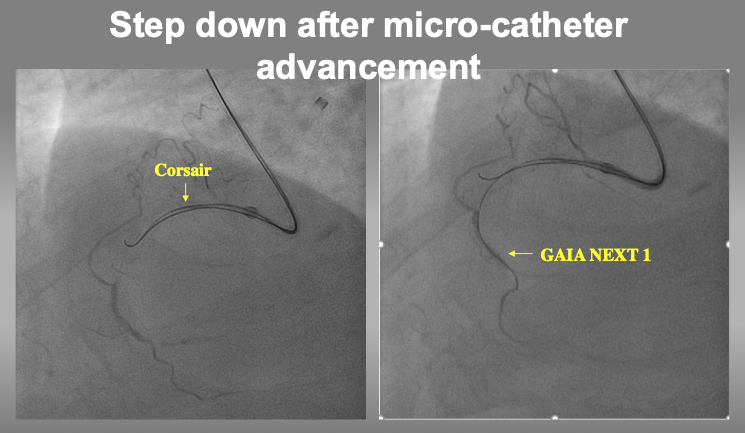 Step down after micro-catheter
advancement
Corsair
GAIA NEXT 1